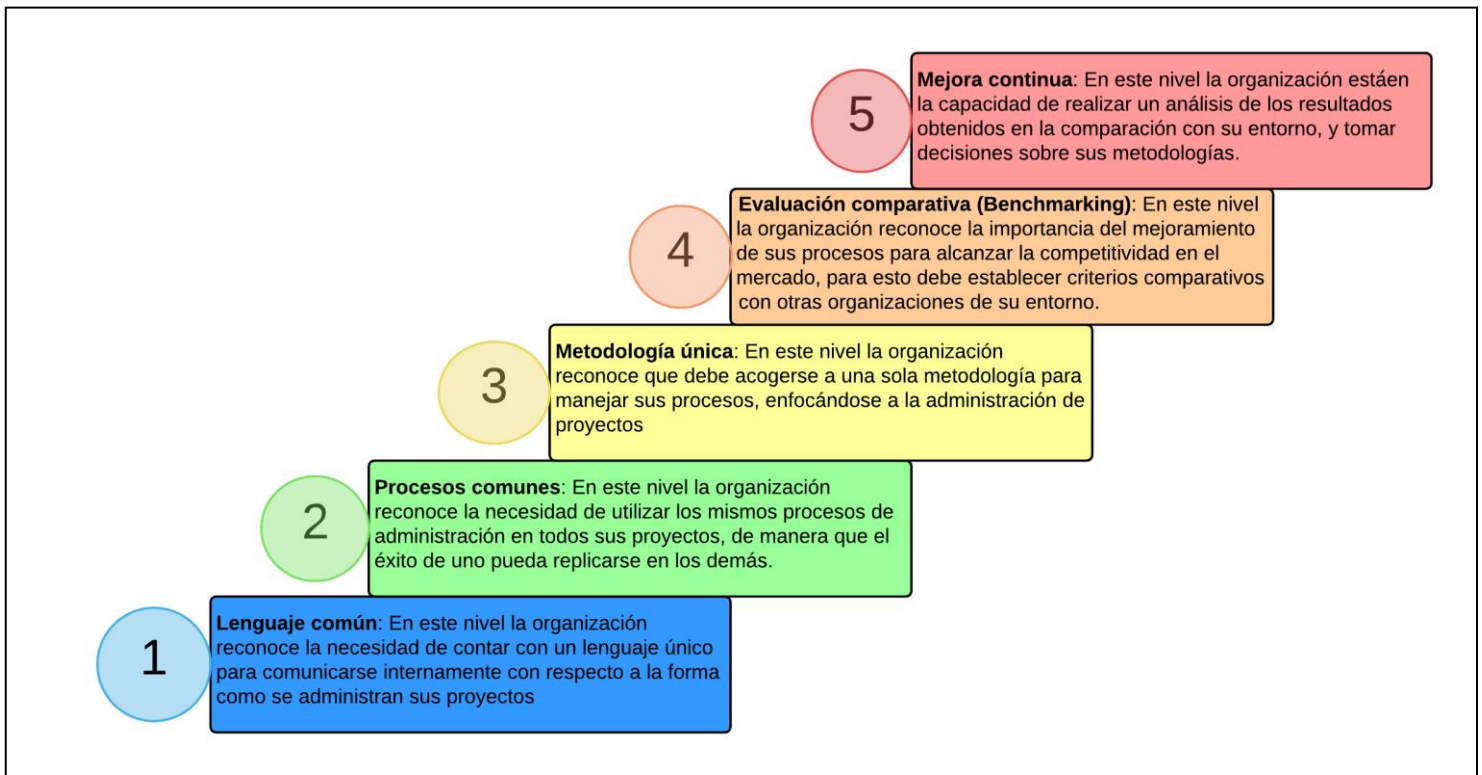 5
Mejora continua: En este nivel la organización estáen
la capacidad de realizar un análisis de los resultados
obtenidos en la comparación con su entorno, y tomar
decisiones sobre sus metodologías.
4
Evaluación comparativa (Benchmarking): En este nivel
la organización reconoce la importancia del mejoramiento
de sus procesos para alcanzar la competitividad en el
mercado, para esto debe establecer criterios comparativos
con otras organizaciones de su entorno.
3
Metodología única: En este nivel la organización
reconoce que debe acogerse a una sola metodología para
manejar sus procesos, enfocándose a la administración de
proyectos
2
Procesos comunes: En este nivel la organización
reconoce la necesidad de utilizar los mismos procesos de
administración en todos sus proyectos, de manera que el
éxito de uno pueda replicarse en los demás.
1
Lenguaje común: En este nivel la organización
reconoce la necesidad de contar con un lenguaje único
para comunicarse internamente con respecto a la forma
como se administran sus proyectos